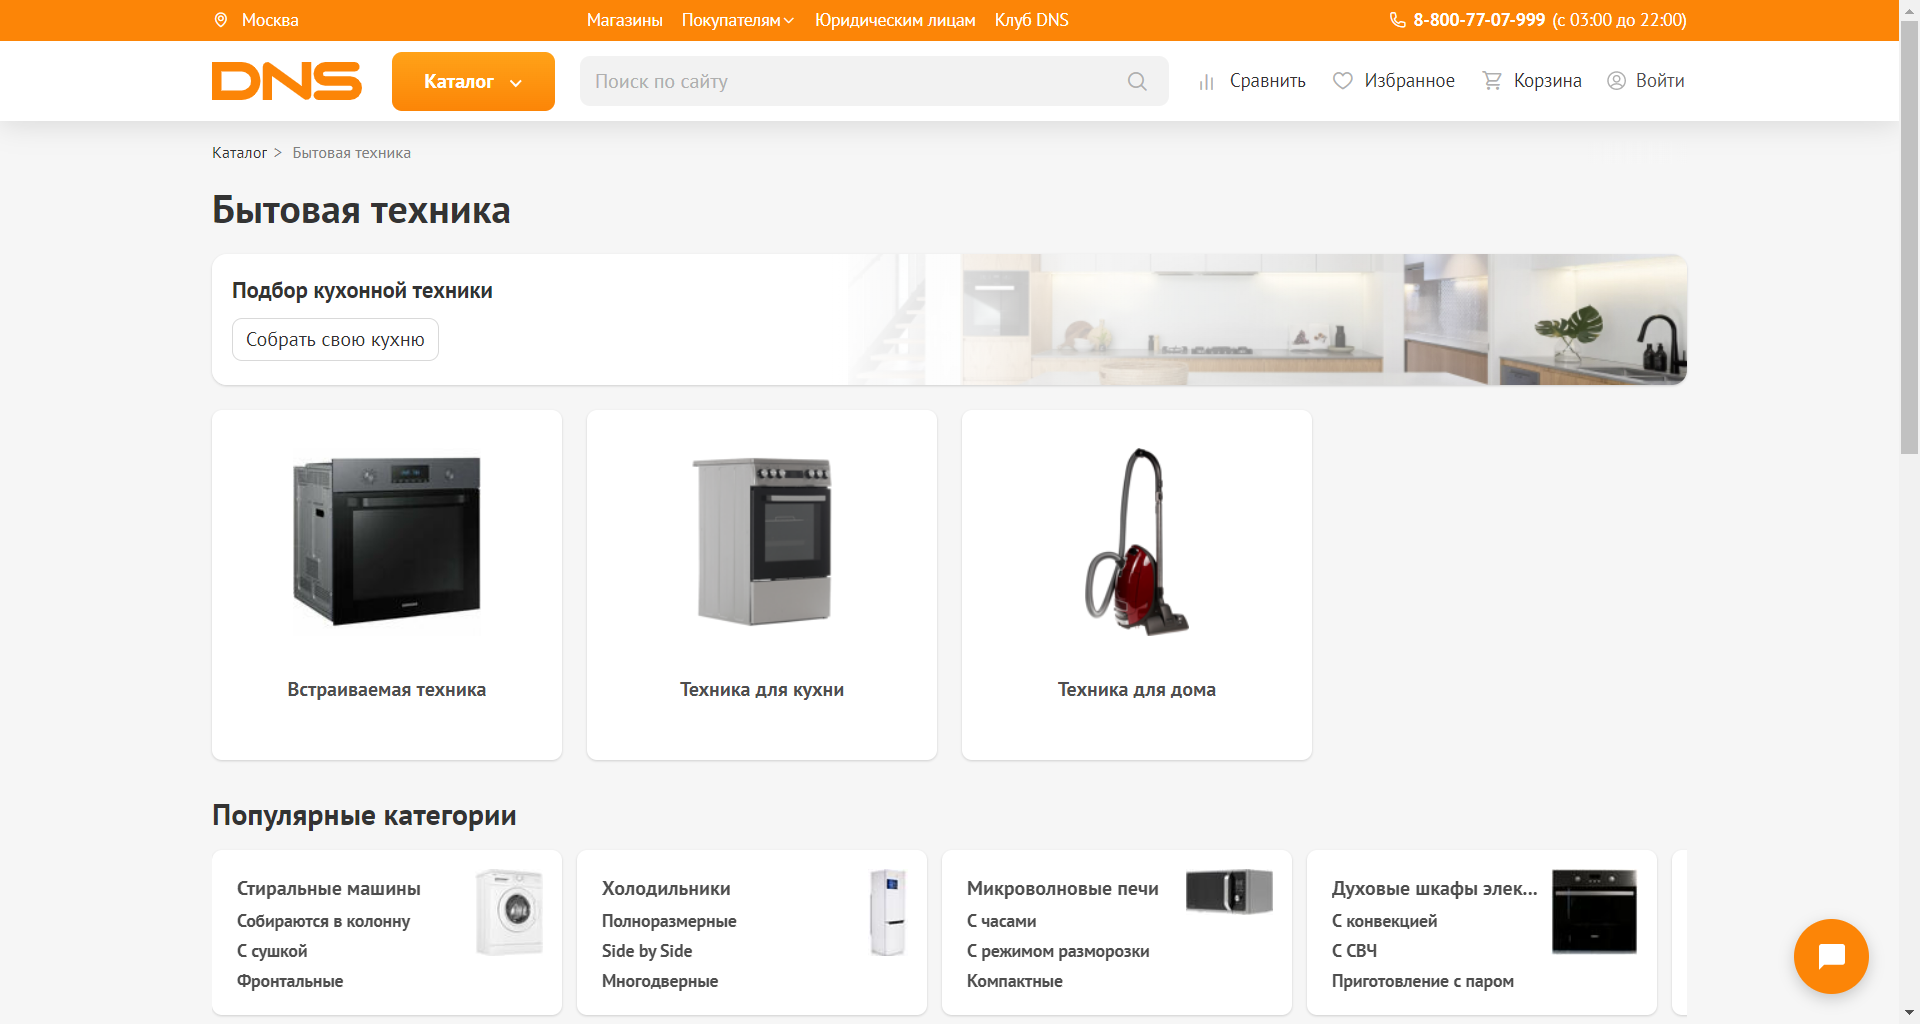 Москва
Магазины Покупателям Юридическим лицам Клуб DNS
8-800-77-07-999 (с 03:00 до 22:00)
DNS
Каталог
Поиск по сайту
Сравнить
Избранное
Корзина
Войти
Каталог > Бытовая техника
Бытовая техника
Подбор кухонной техники
Собрать свою кухню
Встраиваемая техника
Техника для кухни
Техника для дома
Популярные категории
Стиральные машины
Собираются в колонну
С сушкой
Фронтальные
Холодильники
Полноразмерные
Side by Side
Многодверные
Микроволновые печи
С часами
С режимом разморозки
Компактные
Духовые шкафы элек...
С конвекцией
С СВЧ
Приготовление с паром